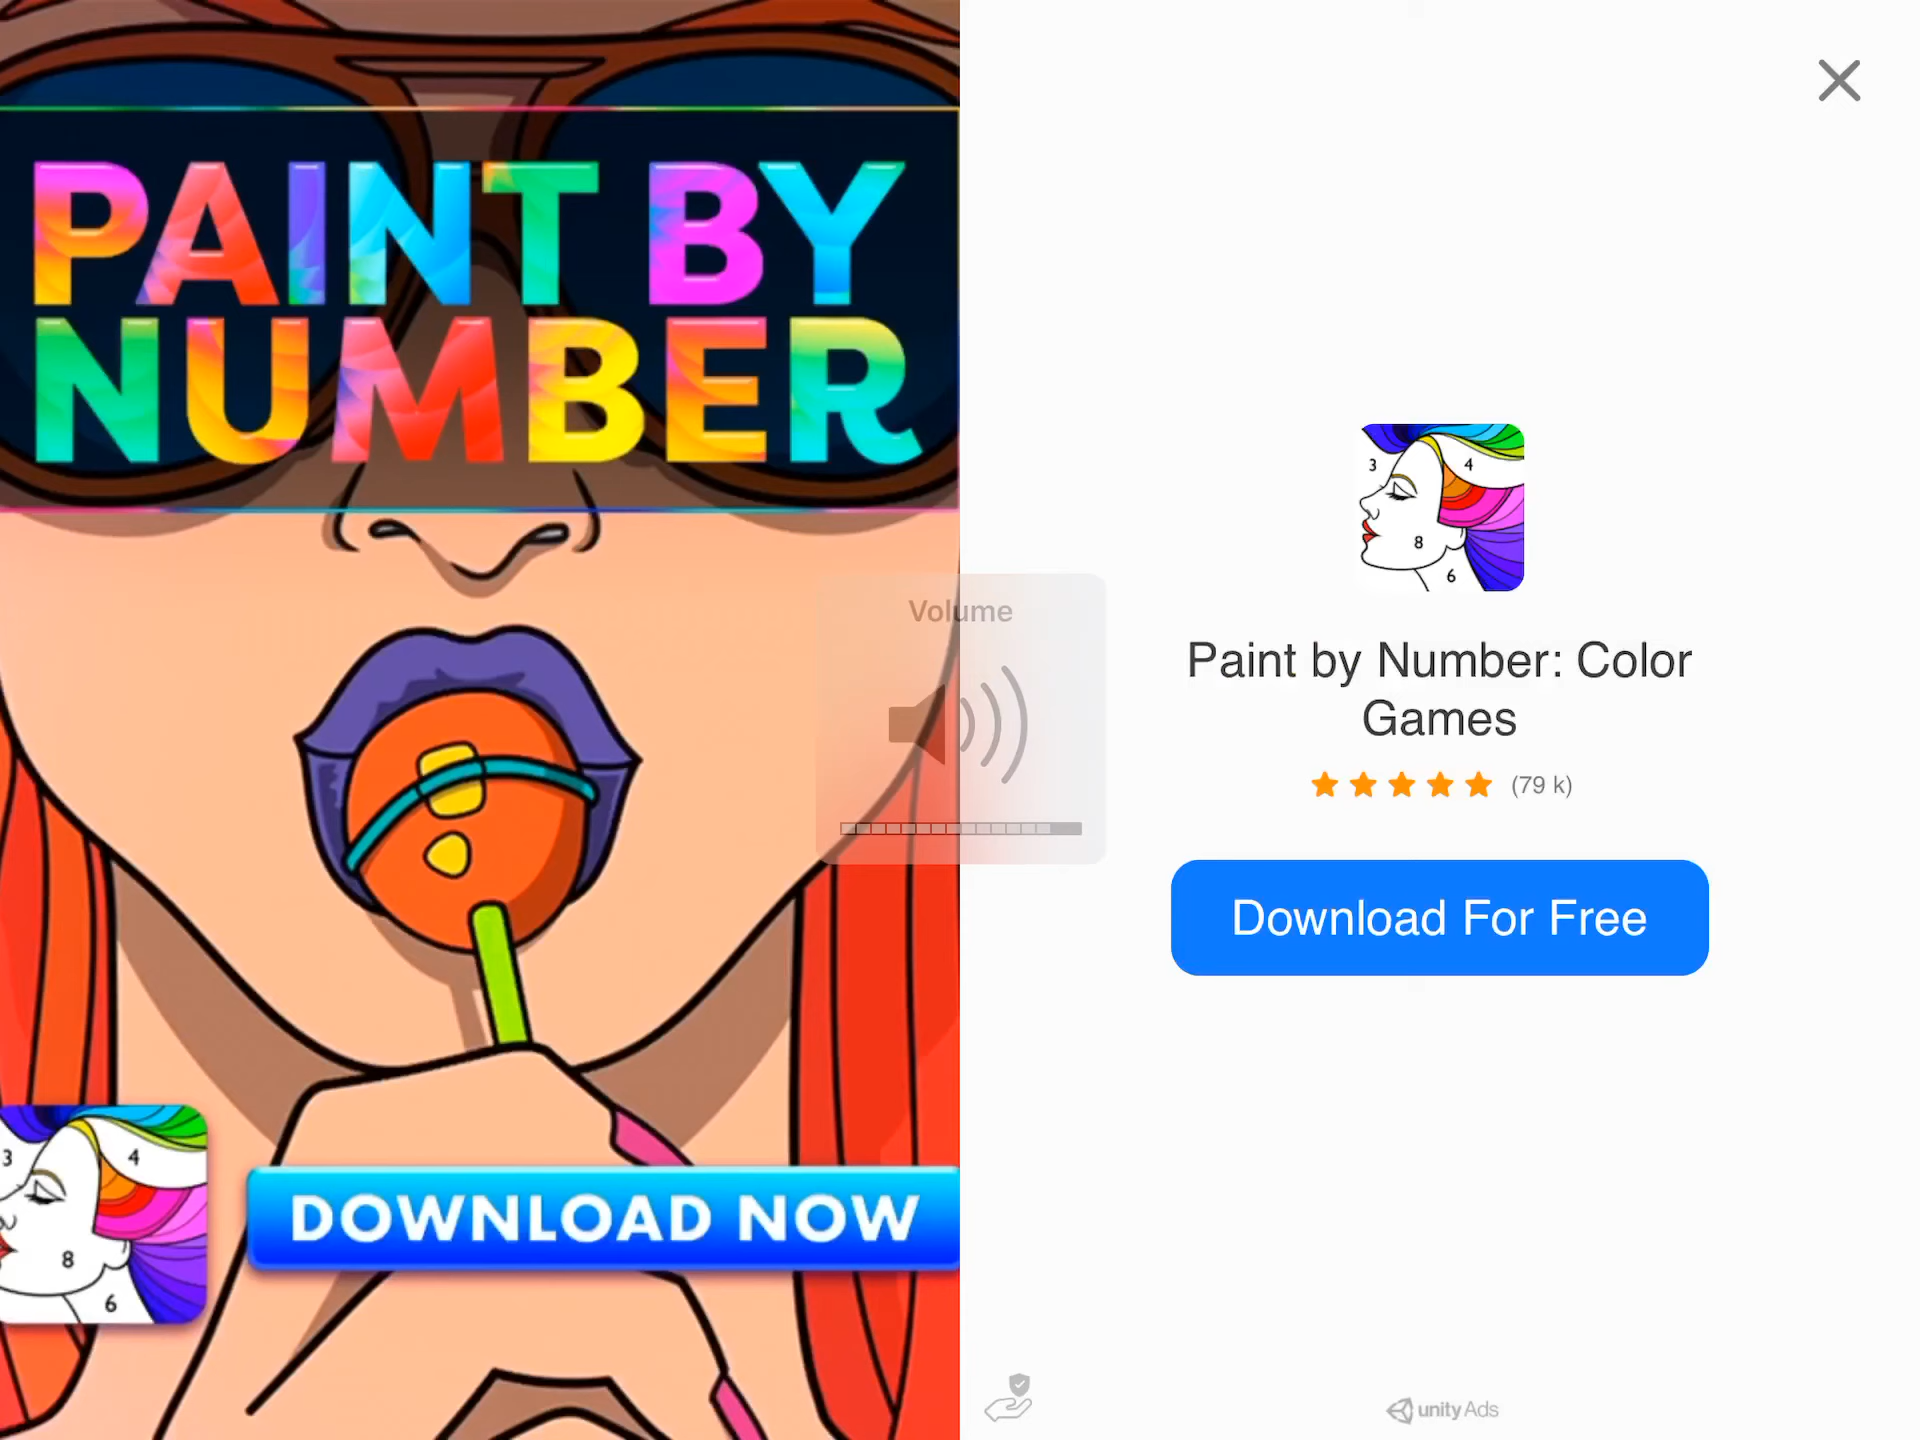 PAINT BY
NUMBER
3
4
8
6
DOWNLOAD NOW
Volume
3
4
8
6
Paint by Number: Color
Games
(79 k)
Download For Free
unity Ads